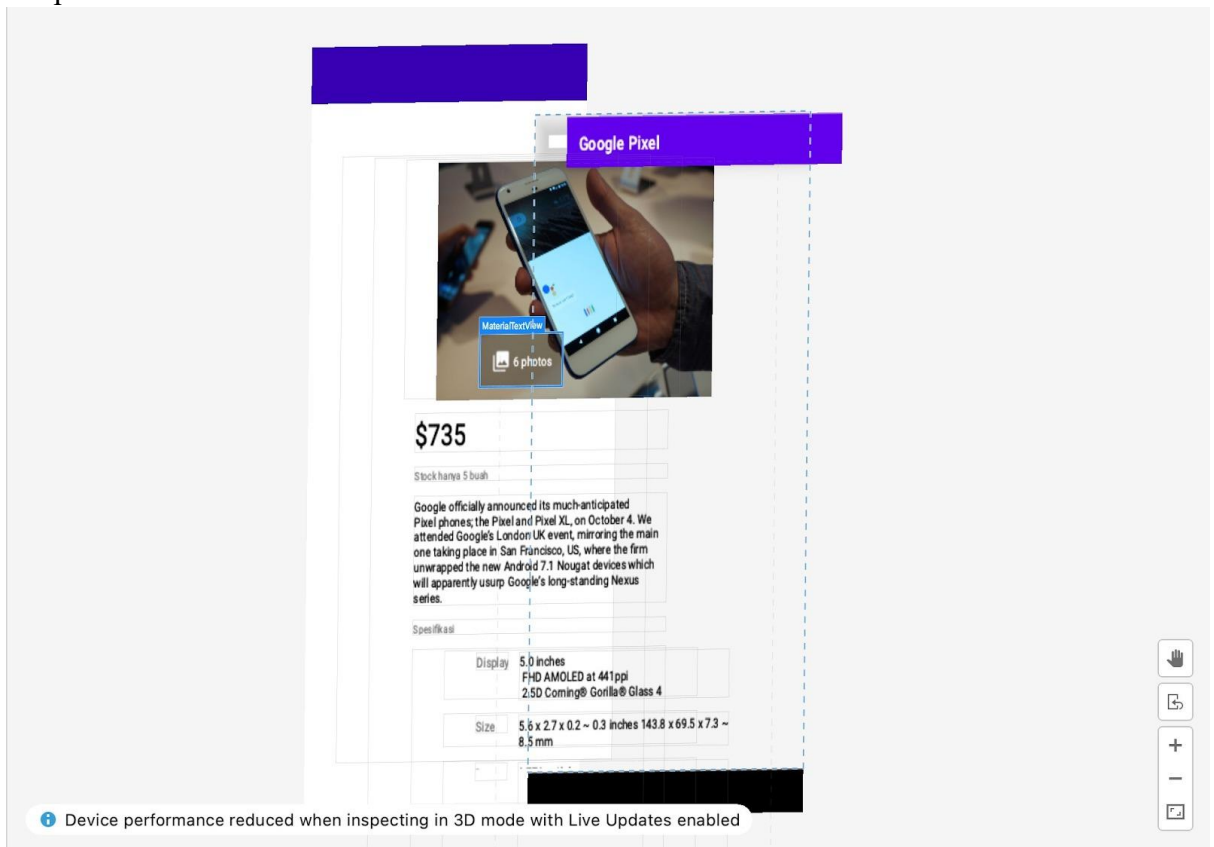 Google Pixel
MaterialTextView
6 photos
$735
Stock hanya 5 buah
Google officially announced its much-anticipated
Pixel phones; the Pixel and Pixel XL, on October 4. We
attended Google's London UK event, mirroring the main
one taking place in San Francisco, US, where the firm
unwrapped the new Android 7.1 Nougat devices which
will apparently usurp Google's long-standing Nexus
series.
Spesifikasi
Display 5.0 inches
FHD AMOLED at 441ppi
2.5D Corning® Gorilla® Glass 4
Size 5.6 x 2.7 x 0.2 ~ 0.3 inches 143.8 x 69.5 x 7.3 ~
8.5 mm
Device performance reduced when inspecting in 3D mode with Live Updates enabled